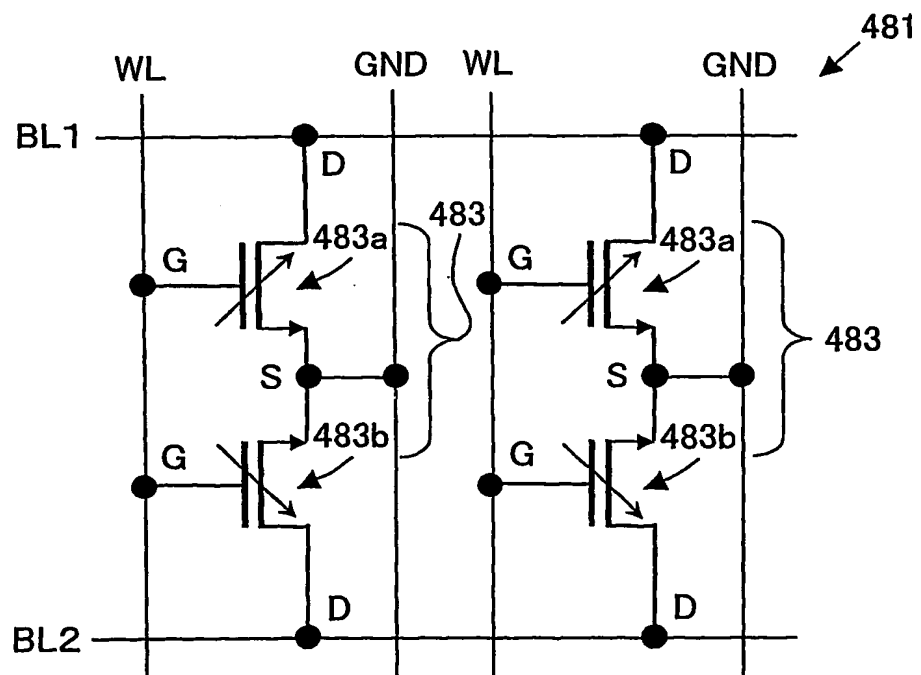 481
WL GND WL GND
BL1
D D
483
483a 483a
G G
483
S S
483b 483b
G G
D D
BL2